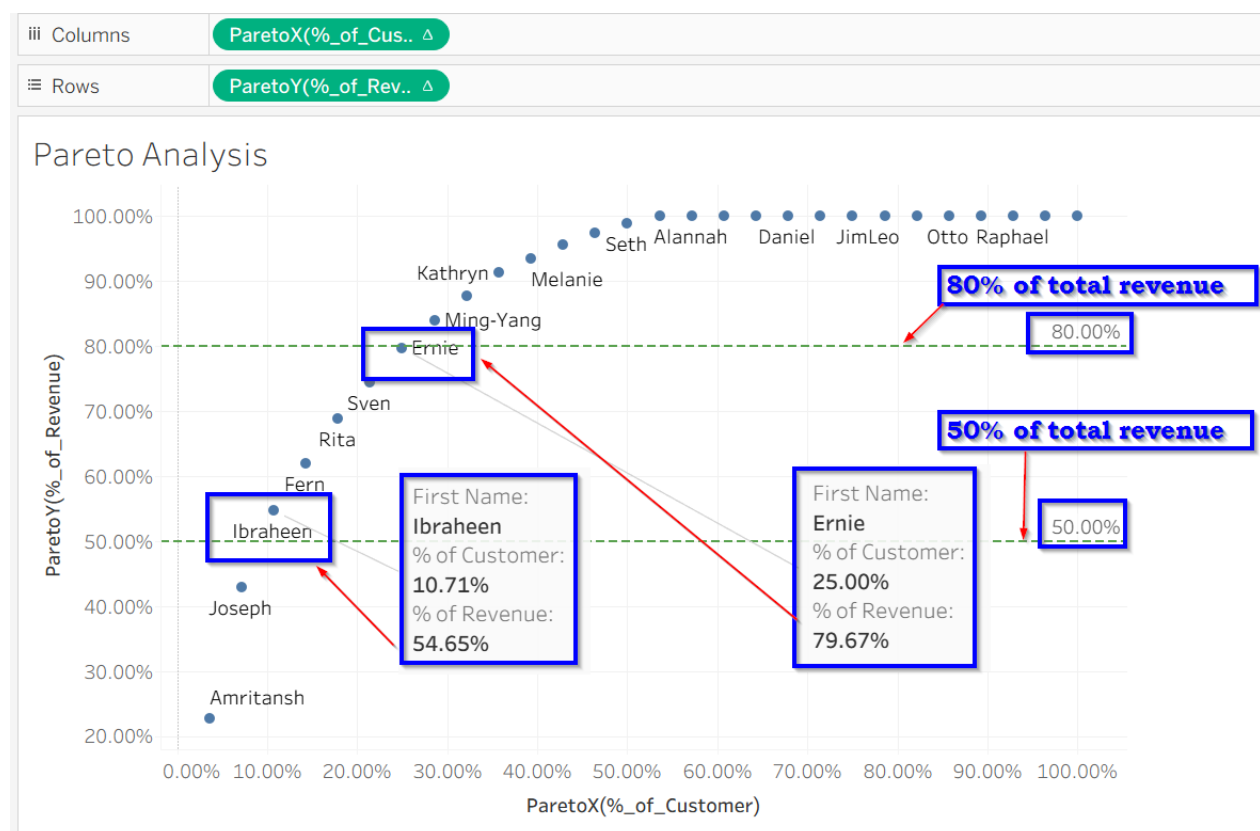 Columns
ParetoX(%_of_Cus..
Rows
ParetoY(%_of_Rev..
Pareto Analysis
100.00%
90.00%
80.00%
70.00%
60.00%
50.00%
40.00%
30.00%
20.00%
ParetoY(%_of_Revenue)
Seth
Alannah
Daniel
Jim
Leo
Otto
Raphael
Kathryn
Melanie
Ming-Yang
Ernie
Sven
Rita
Fern
Ibraheen
Joseph
Amritansh
80% of total revenue
80.00%
50% of total revenue
50.00%
First Name:
Ibraheen
% of Customer:
10.71%
% of Revenue:
54.65%
First Name:
Ernie
% of Customer:
25.00%
% of Revenue:
79.67%
0.00% 10.00% 20.00% 30.00% 40.00% 50.00% 60.00% 70.00% 80.00% 90.00% 100.00%
ParetoX(%_of_Customer)